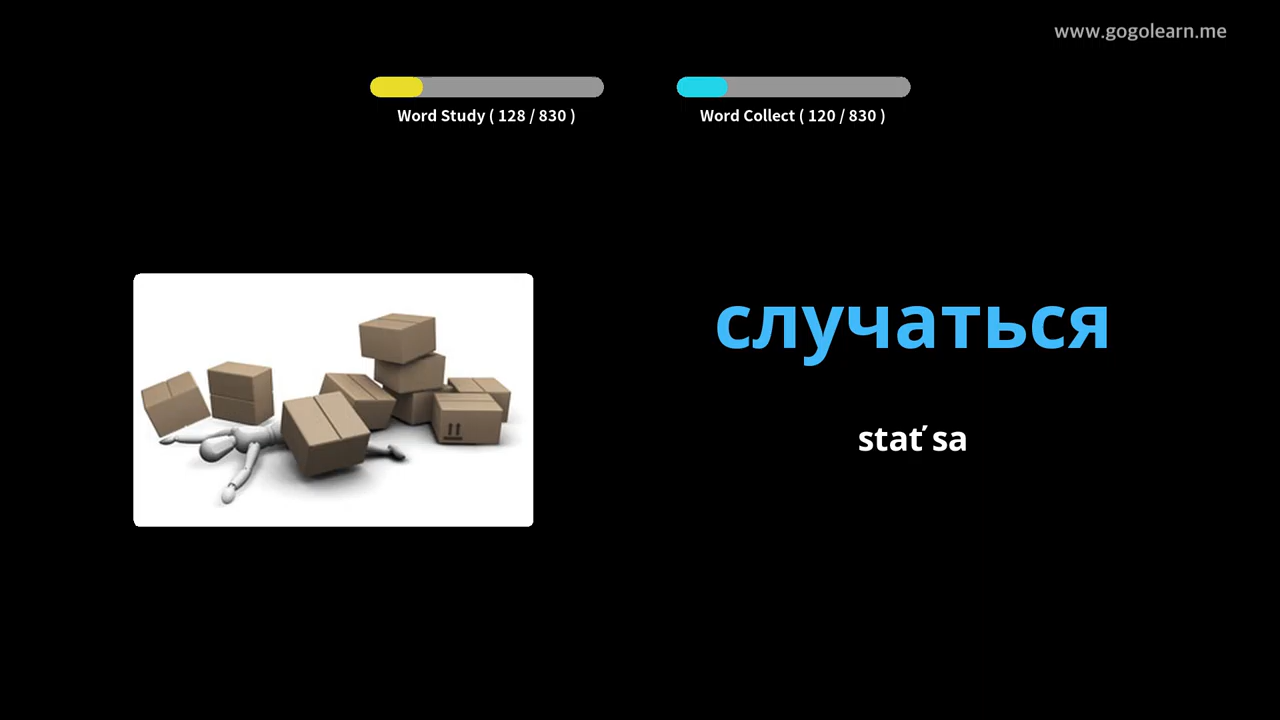 www.gogolearn.me
Word Study ( 128 / 830 )
Word Collect ( 120 / 830 )
случаться
stať sa